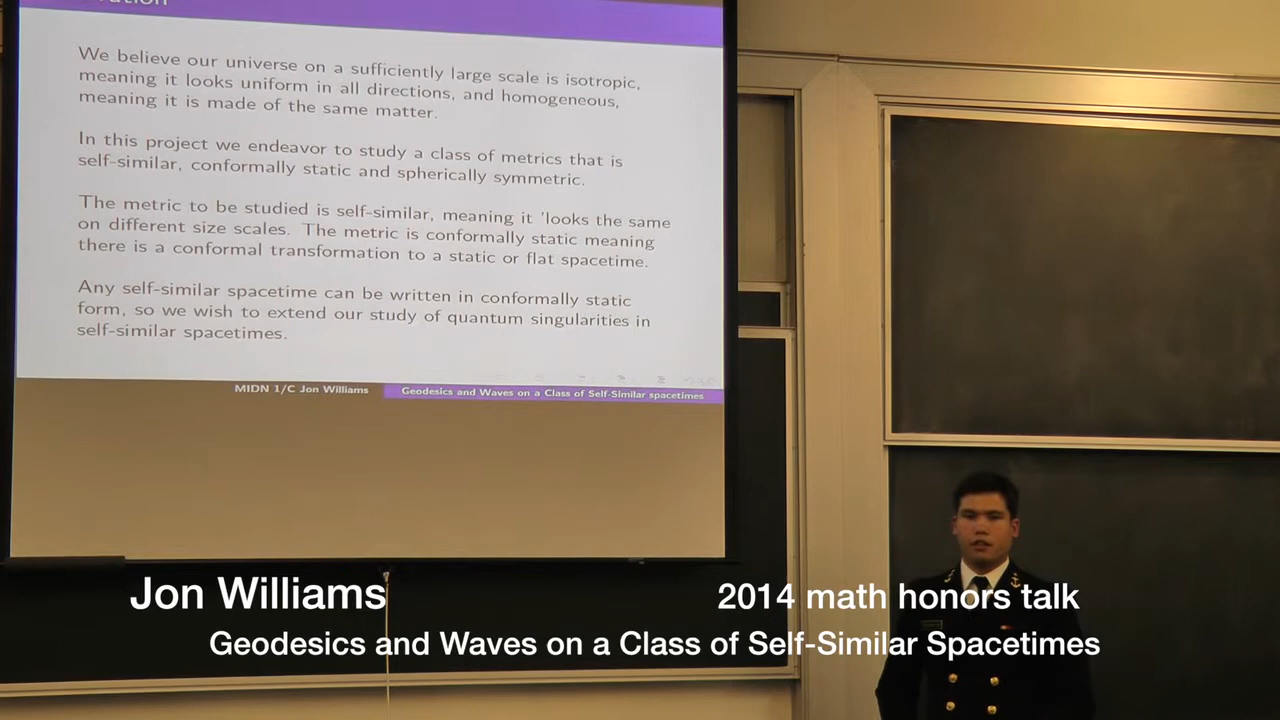 We believe our universe on a sufficiently large scale is isotropic,
meaning it looks uniform in all directions, and homogeneous,
meaning it is made of the same matter.
In this project we endeavor to study a class of metrics that is
self-similar, conformally static and spherically symmetric.
The metric to be studied is self-similar, meaning it 'looks the same
on different size scales. The metric is conformally static meaning
there is a conformal transformation to a static or flat spacetime.
Any self-similar spacetime can be written in conformally static
form, so we wish to extend our study of quantum singularities in
self-similar spacetimes.
MIDN 1/C Jon Williams Geodesics and Waves on a Class of Self-Similar spacetimes
Jon Williams 2014 math honors talk
Geodesics and Waves on a Class of Self-Similar Spacetimes